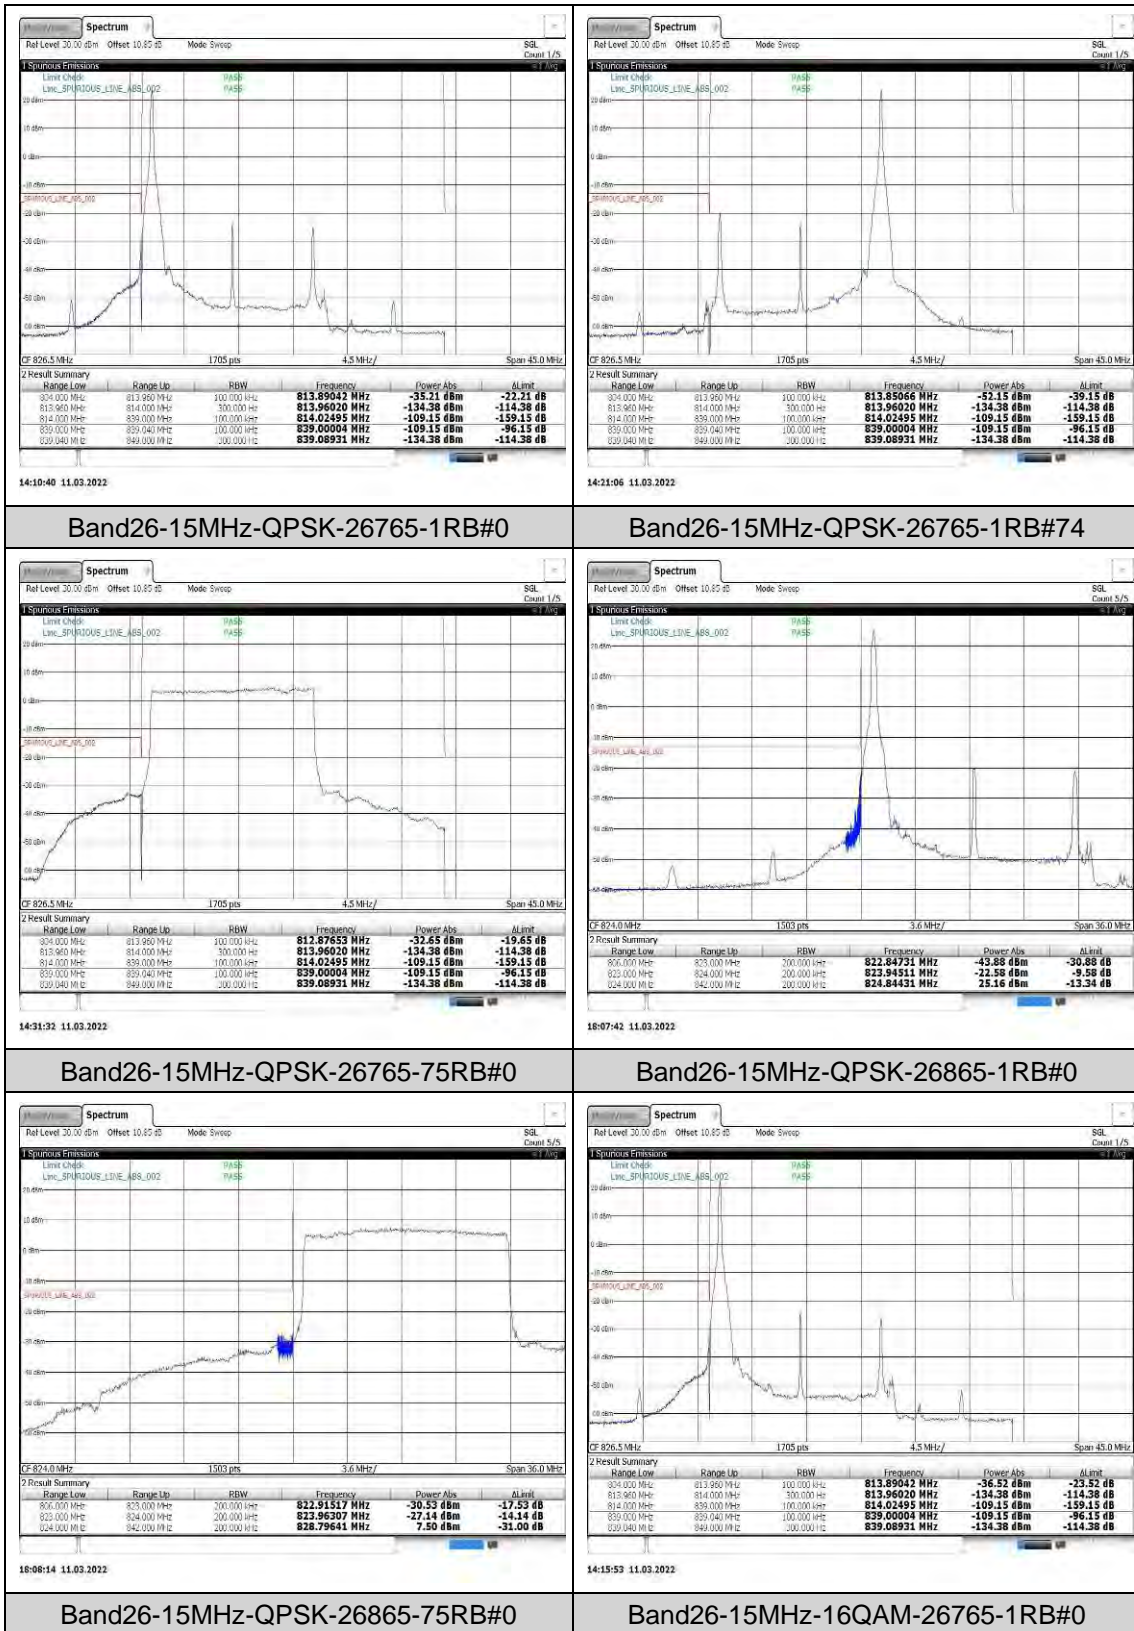 Spectrum
Ref Level 30.00 dBm Offset 10.85 dB Mode Sweep SGL
Count 1/5
1 Spurious Emissions
Limit Check PASS
Line_SPURIOUS_LINE_ABS_002 PASS
20 dBm
10 dBm
0 dBm
-10 dBm
-20 dBm
-30 dBm
-40 dBm
-50 dBm
CF 826.5 MHz 1705 pts 4.5 MHz/ Span 45.0 MHz
2 Result Summary
Range Low Range Up RBW Frequency Power Abs ΔLimit
804.000 MHz 813.960 MHz 100.000 kHz 813.89042 MHz -35.21 dBm -22.21 dB
813.960 MHz 814.000 MHz 300.000 Hz 813.96020 MHz -134.38 dBm -114.38 dB
814.000 MHz 839.000 MHz 100.000 kHz 814.02495 MHz -109.15 dBm -159.15 dB
839.000 MHz 839.040 MHz 100.000 kHz 839.00004 MHz -109.15 dBm -96.15 dB
839.040 MHz 849.000 MHz 300.000 Hz 839.08931 MHz -134.38 dBm -114.38 dB
14:10:40 11.03.2022
Band26-15MHz-QPSK-26765-1RB#0
Spectrum
Ref Level 30.00 dBm Offset 10.85 dB Mode Sweep SGL
Count 1/5
1 Spurious Emissions
Limit Check PASS
Line_SPURIOUS_LINE_ABS_002 PASS
CF 826.5 MHz 1705 pts 4.5 MHz/ Span 45.0 MHz
2 Result Summary
Range Low Range Up RBW Frequency Power Abs ΔLimit
804.000 MHz 813.960 MHz 100.000 kHz 813.85066 MHz -52.15 dBm -39.15 dB
813.960 MHz 814.000 MHz 300.000 Hz 813.96020 MHz -134.38 dBm -114.38 dB
814.000 MHz 839.000 MHz 100.000 kHz 814.02495 MHz -109.15 dBm -159.15 dB
839.000 MHz 839.040 MHz 100.000 kHz 839.00004 MHz -109.15 dBm -96.15 dB
839.040 MHz 849.000 MHz 300.000 Hz 839.08931 MHz -134.38 dBm -114.38 dB
14:21:06 11.03.2022
Band26-15MHz-QPSK-26765-1RB#74
Spectrum
Ref Level 30.00 dBm Offset 10.85 dB Mode Sweep SGL
Count 1/5
1 Spurious Emissions
Limit Check PASS
Line_SPURIOUS_LINE_ABS_002 PASS
CF 826.5 MHz 1705 pts 4.5 MHz/ Span 45.0 MHz
2 Result Summary
Range Low Range Up RBW Frequency Power Abs ΔLimit
804.000 MHz 813.960 MHz 100.000 kHz 812.87653 MHz -32.65 dBm -19.65 dB
813.960 MHz 814.000 MHz 300.000 Hz 813.96020 MHz -134.38 dBm -114.38 dB
814.000 MHz 839.000 MHz 100.000 kHz 814.02495 MHz -109.15 dBm -159.15 dB
839.000 MHz 839.040 MHz 100.000 kHz 839.00004 MHz -109.15 dBm -96.15 dB
839.040 MHz 849.000 MHz 300.000 Hz 839.08931 MHz -134.38 dBm -114.38 dB
14:31:32 11.03.2022
Band26-15MHz-QPSK-26765-75RB#0
Spectrum
Ref Level 30.00 dBm Offset 10.85 dB Mode Sweep SGL
Count 5/5
1 Spurious Emissions
Limit Check PASS
Line_SPURIOUS_LINE_ABS_002 PASS
CF 824.0 MHz 1503 pts 3.6 MHz/ Span 36.0 MHz
2 Result Summary
Range Low Range Up RBW Frequency Power Abs ΔLimit
806.000 MHz 823.000 MHz 200.000 kHz 822.84731 MHz -43.88 dBm -30.88 dB
823.000 MHz 824.000 MHz 200.000 kHz 823.94511 MHz -22.58 dBm -9.58 dB
824.000 MHz 842.000 MHz 200.000 kHz 824.84431 MHz 25.16 dBm -13.34 dB
18:07:42 11.03.2022
Band26-15MHz-QPSK-26865-1RB#0
Spectrum
Ref Level 30.00 dBm Offset 10.85 dB Mode Sweep SGL
Count 5/5
1 Spurious Emissions
Limit Check PASS
Line_SPURIOUS_LINE_ABS_002 PASS
CF 824.0 MHz 1503 pts 3.6 MHz/ Span 36.0 MHz
2 Result Summary
Range Low Range Up RBW Frequency Power Abs ΔLimit
806.000 MHz 823.000 MHz 200.000 kHz 822.91517 MHz -30.53 dBm -17.53 dB
823.000 MHz 824.000 MHz 200.000 kHz 823.96307 MHz -27.14 dBm -14.14 dB
824.000 MHz 842.000 MHz 200.000 kHz 828.79641 MHz 7.50 dBm -31.00 dB
18:08:14 11.03.2022
Band26-15MHz-QPSK-26865-75RB#0
Spectrum
Ref Level 30.00 dBm Offset 10.85 dB Mode Sweep SGL
Count 1/5
1 Spurious Emissions
Limit Check PASS
Line_SPURIOUS_LINE_ABS_002 PASS
CF 826.5 MHz 1705 pts 4.5 MHz/ Span 45.0 MHz
2 Result Summary
Range Low Range Up RBW Frequency Power Abs ΔLimit
804.000 MHz 813.960 MHz 100.000 kHz 813.89042 MHz -36.52 dBm -23.52 dB
813.960 MHz 814.000 MHz 300.000 Hz 813.96020 MHz -134.38 dBm -114.38 dB
814.000 MHz 839.000 MHz 100.000 kHz 814.02495 MHz -109.15 dBm -159.15 dB
839.000 MHz 839.040 MHz 100.000 kHz 839.00004 MHz -109.15 dBm -96.15 dB
839.040 MHz 849.000 MHz 300.000 Hz 839.08931 MHz -134.38 dBm -114.38 dB
14:15:53 11.03.2022
Band26-15MHz-16QAM-26765-1RB#0